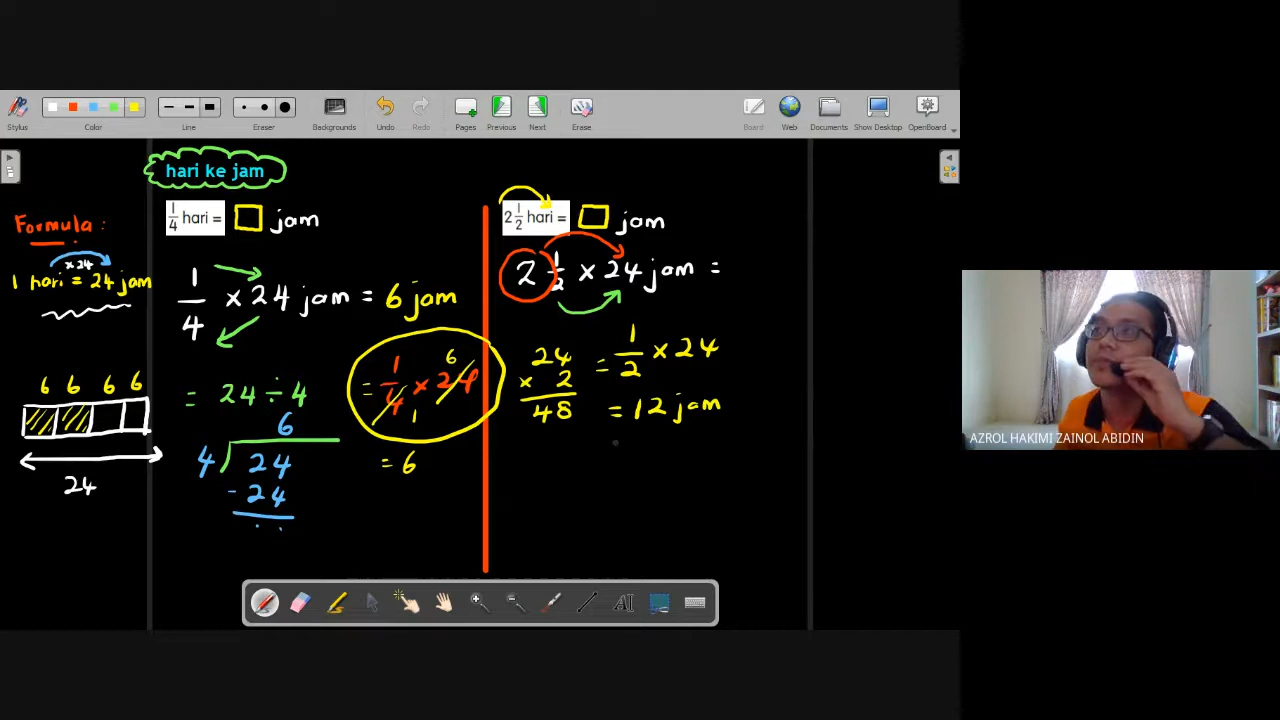 Stylus
Color
Line
Eraser
Backgrounds
Undo
Redo
Pages
Previous
Next
Erase
Board
Web
Documents
Show Desktop
OpenBoard
hari ke jam
Formula :
x24
1 hari = 24 jam
6 6 6 6
24
1/4 hari = □ jam
1/4 × 24 jam = 6 jam
= 24 ÷ 4
6
4 24
- 24
. .
6
= 1/4 × 24
1
= 6
2 1/2 hari = □ jam
2 1/2 × 24 jam =
24
× 2
48
= 1/2 × 24
= 12 jam
AI
AZROL HAKIMI ZAINOL ABIDIN